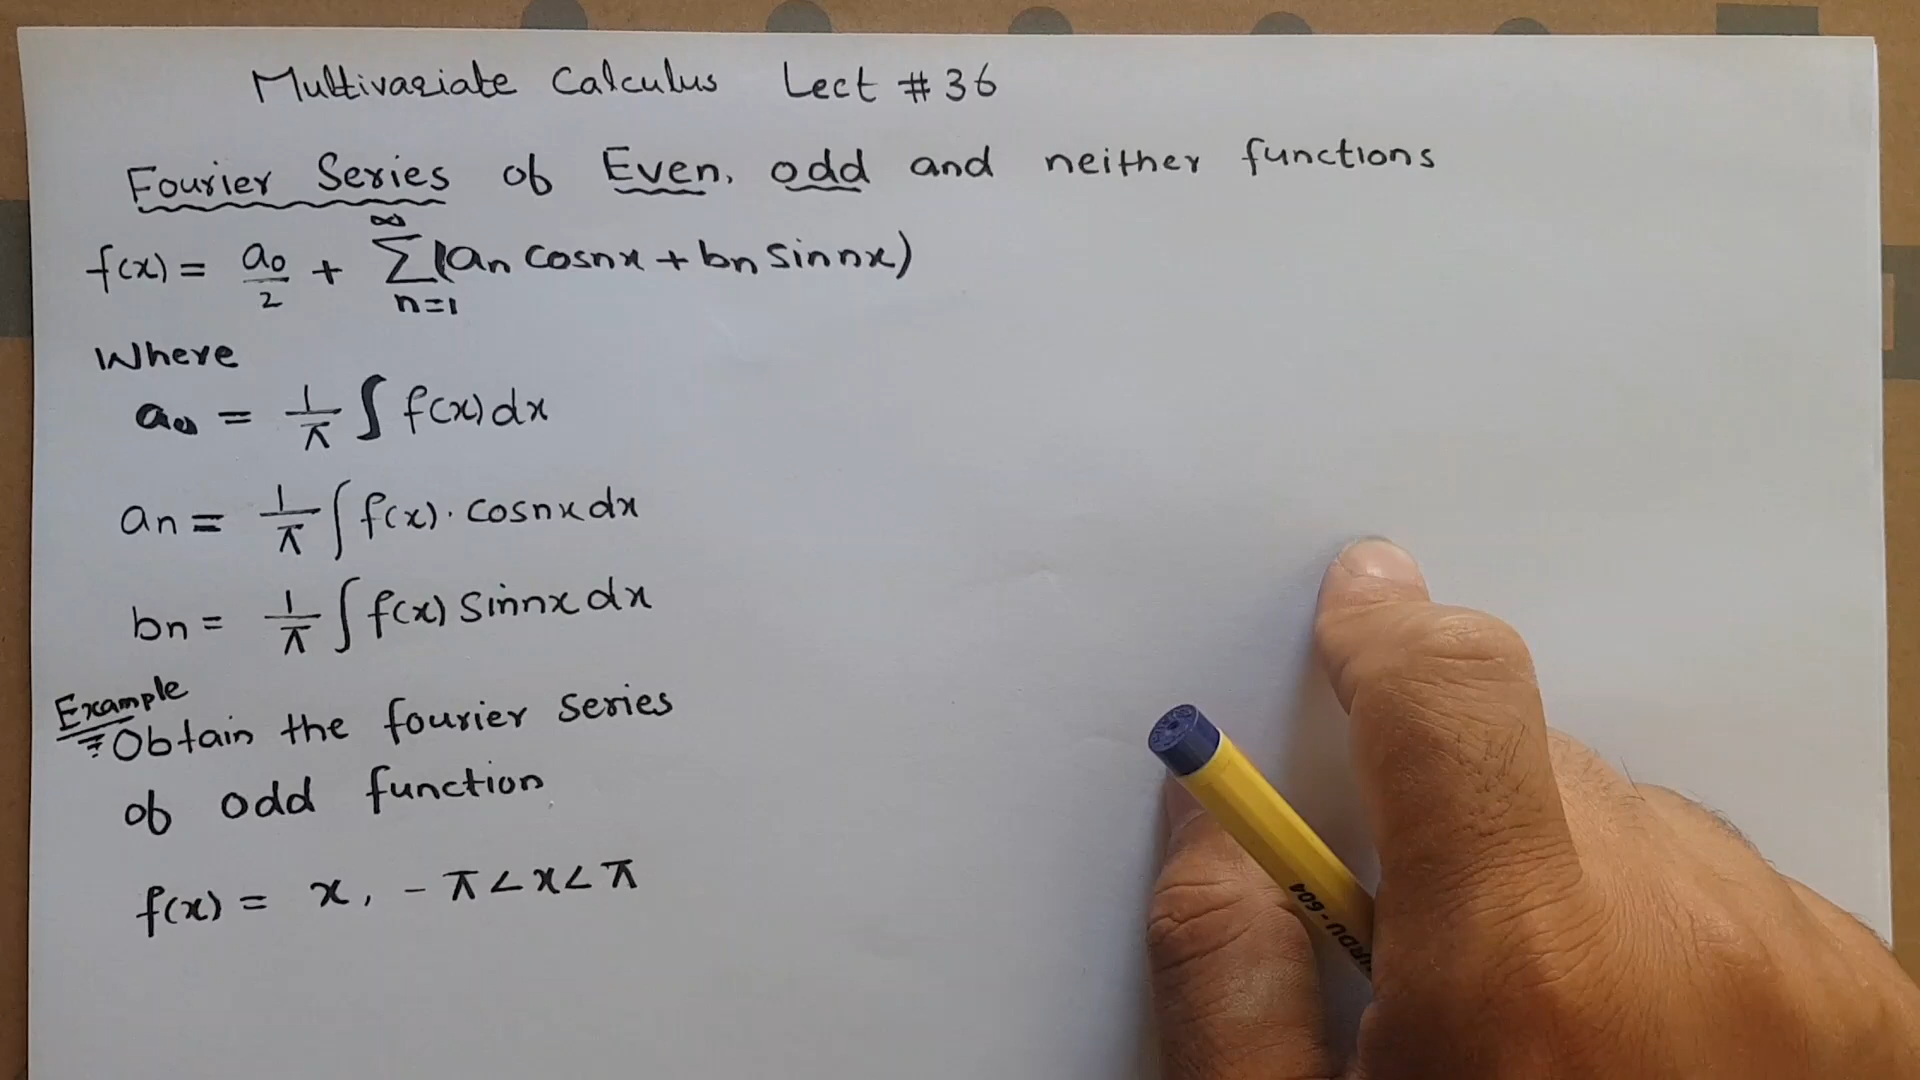 Multivariate Calculus Lect # 36
Fourier Series of Even, odd and neither functions
f(x) = a0/2 + ∞∑n=1 (an cosnx + bn sinnx)
Where
a0 = 1/π ∫ f(x) dx
an = 1/π ∫ f(x) · cosnx dx
bn = 1/π ∫ f(x) Sinnx dx
Example
Obtain the fourier series
of odd function
f(x) = x, -π < x < π
URDU-604